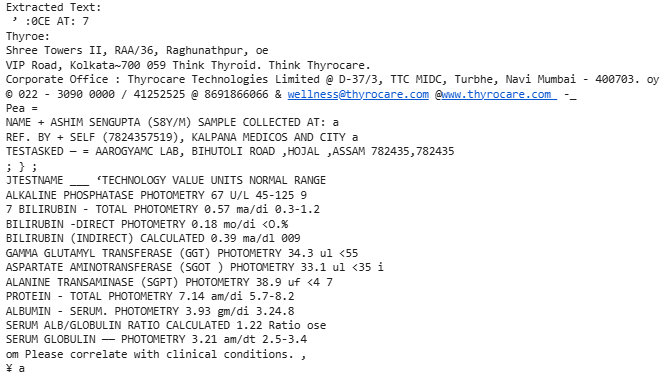 Extracted Text:
 ’ :0CE AT: 7
Thyroe:
Shree Towers II, RAA/36, Raghunathpur, oe
VIP Road, Kolkata~700 059 Think Thyroid. Think Thyrocare.
Corporate Office : Thyrocare Technologies Limited @ D-37/3, TTC MIDC, Turbhe, Navi Mumbai - 400703. oy
© 022 - 3090 0000 / 41252525 @ 8691866066 & wellness@thyrocare.com @www.thyrocare.com -_
Pea =
NAME + ASHIM SENGUPTA (S8Y/M) SAMPLE COLLECTED AT: a
REF. BY + SELF (7824357519), KALPANA MEDICOS AND CITY a
TESTASKED — = AAROGYAMC LAB, BIHUTOLI ROAD ,HOJAL ,ASSAM 782435,782435
; } ;
JTESTNAME ___ ‘TECHNOLOGY VALUE UNITS NORMAL RANGE
ALKALINE PHOSPHATASE PHOTOMETRY 67 U/L 45-125 9
7 BILIRUBIN - TOTAL PHOTOMETRY 0.57 ma/di 0.3-1.2
BILIRUBIN -DIRECT PHOTOMETRY 0.18 mo/di <O.%
BILIRUBIN (INDIRECT) CALCULATED 0.39 ma/dl 009
GAMMA GLUTAMYL TRANSFERASE (GGT) PHOTOMETRY 34.3 ul <55
ASPARTATE AMINOTRANSFERASE (SGOT ) PHOTOMETRY 33.1 ul <35 i
ALANINE TRANSAMINASE (SGPT) PHOTOMETRY 38.9 uf <4 7
PROTEIN - TOTAL PHOTOMETRY 7.14 am/di 5.7-8.2
ALBUMIN - SERUM. PHOTOMETRY 3.93 gm/di 3.24.8
SERUM ALB/GLOBULIN RATIO CALCULATED 1.22 Ratio ose
SERUM GLOBULIN —— PHOTOMETRY 3.21 am/dt 2.5-3.4
om Please correlate with clinical conditions. ,
¥ a